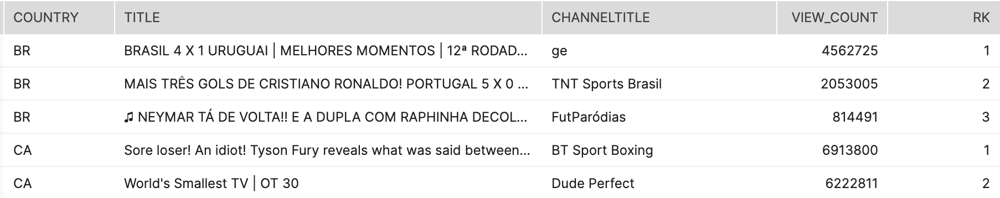 COUNTRY TITLE CHANNELTITLE VIEW_COUNT RK
BR BRASIL 4 X 1 URUGUAI | MELHORES MOMENTOS | 12ª RODAD... ge 4562725 1
BR MAIS TRÊS GOLS DE CRISTIANO RONALDO! PORTUGAL 5 X 0 ... TNT Sports Brasil 2053005 2
BR ♫ NEYMAR TÁ DE VOLTA!! E A DUPLA COM RAPHINHA DECOL... FutParódias 814491 3
CA Sore loser! An idiot! Tyson Fury reveals what was said between... BT Sport Boxing 6913800 1
CA World's Smallest TV | OT 30 Dude Perfect 6222811 2